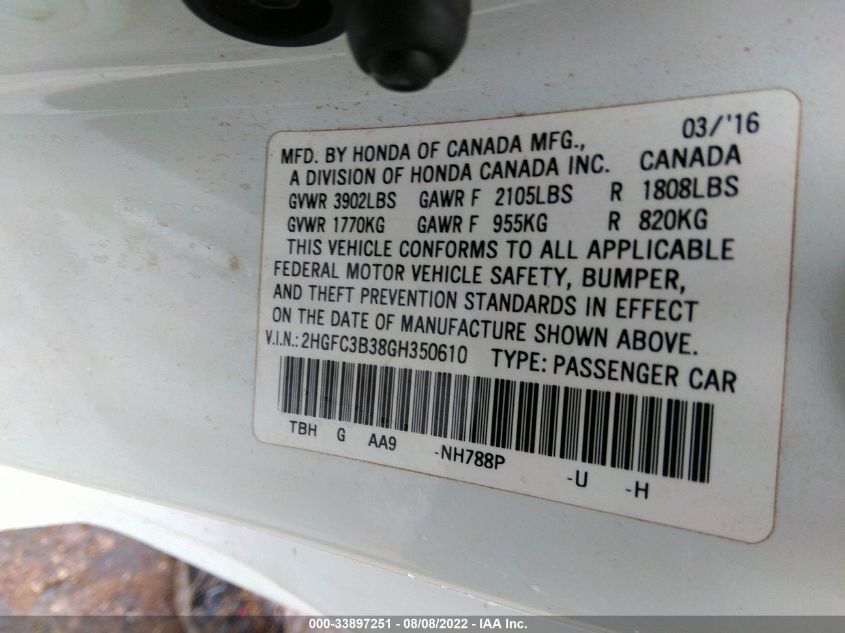 03/'16
MFD. BY HONDA OF CANADA MFG.,
A DIVISION OF HONDA CANADA INC. CANADA
GVWR 3902LBS GAWR F 2105LBS R 1808LBS
GVWR 1770KG GAWR F 955KG R 820KG
THIS VEHICLE CONFORMS TO ALL APPLICABLE
FEDERAL MOTOR VEHICLE SAFETY, BUMPER,
AND THEFT PREVENTION STANDARDS IN EFFECT
ON THE DATE OF MANUFACTURE SHOWN ABOVE.
V.I.N.: 2HGFC3B38GH350610 TYPE: PASSENGER CAR
TBH G AA9 -NH788P -U -H
000-33897251 - 08/08/2022 - IAA Inc.